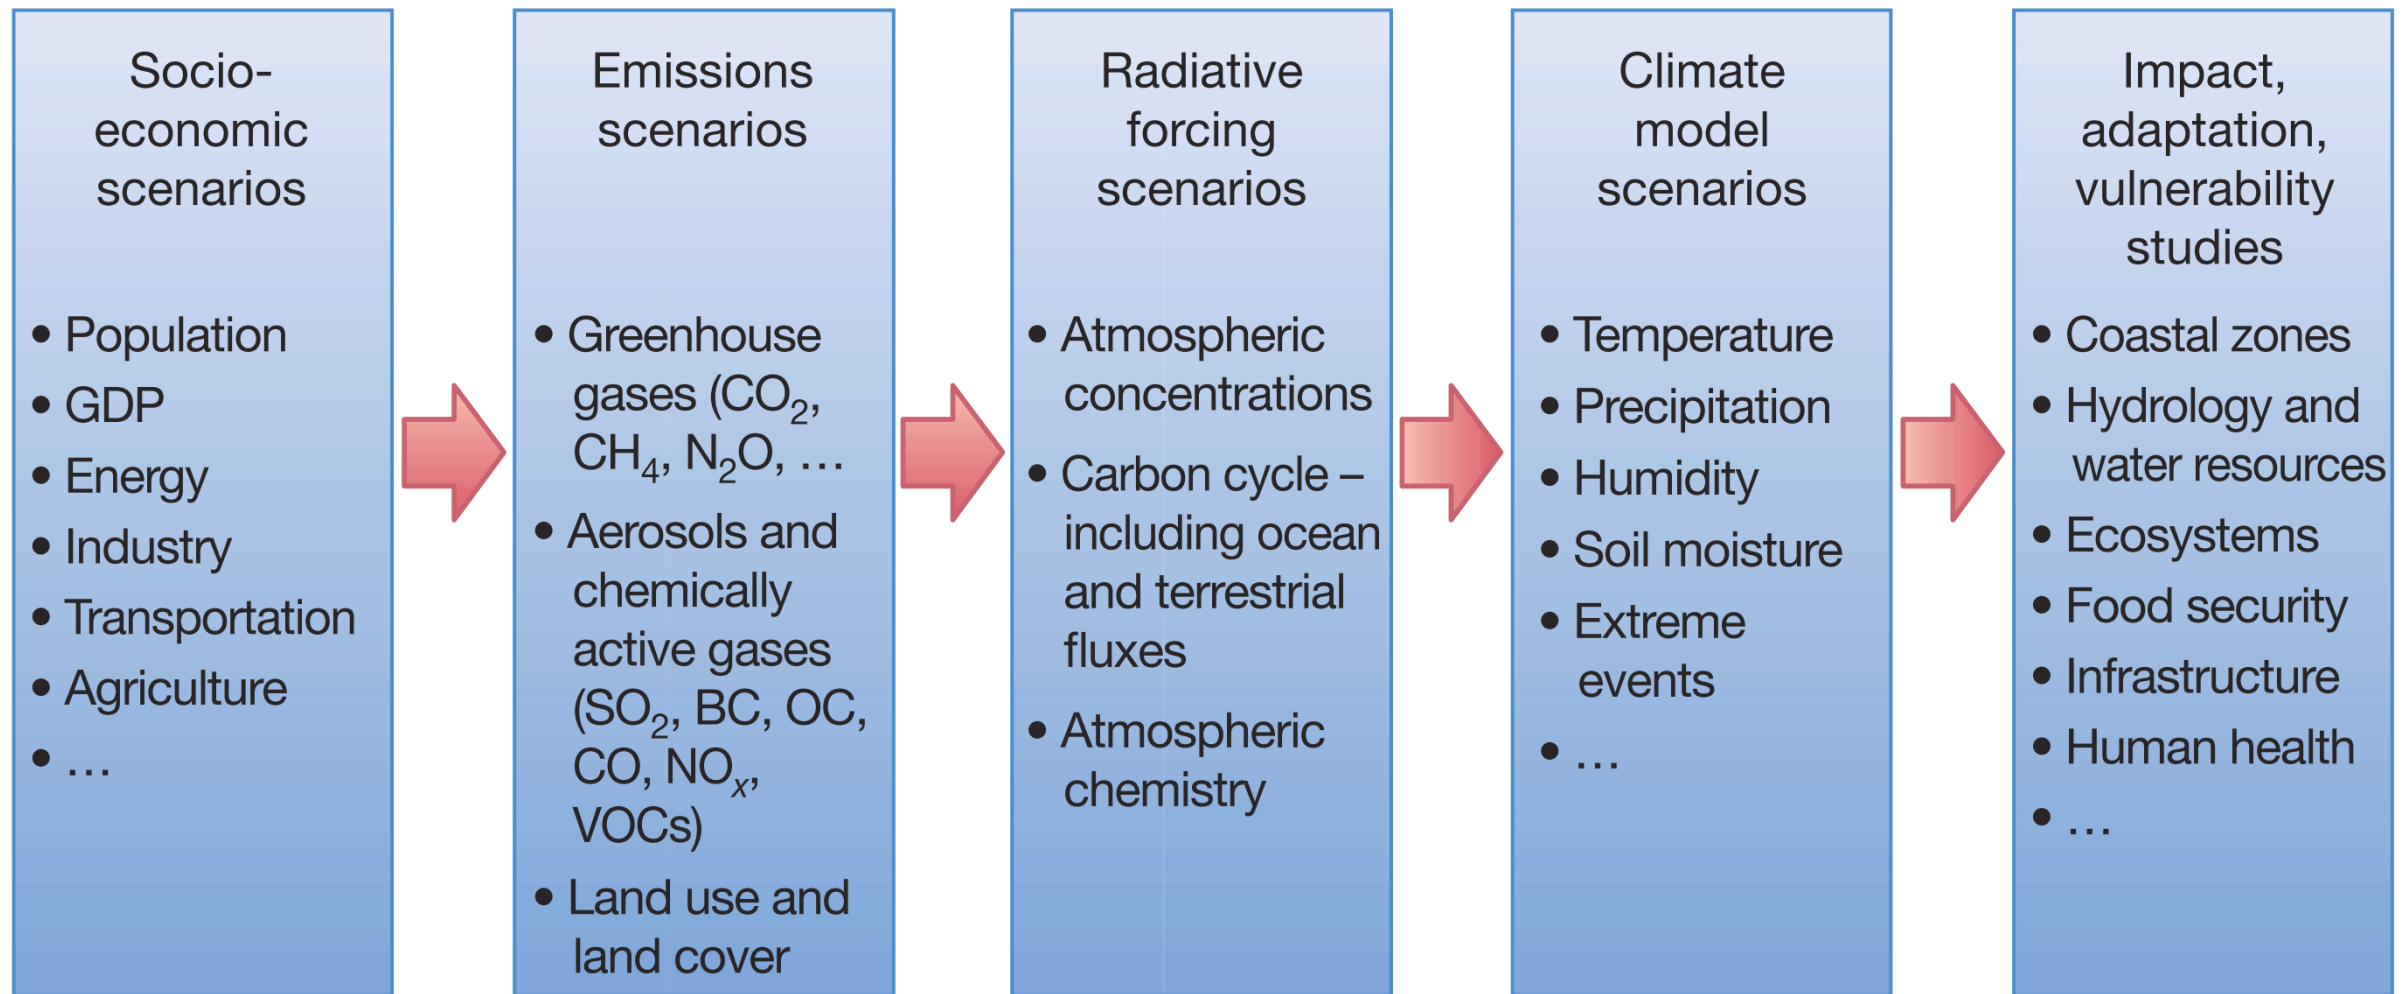 Socio-
economic
scenarios
• Population
• GDP
• Energy
• Industry
• Transportation
• Agriculture
• …
Emissions
scenarios
• Greenhouse
gases (CO₂,
CH₄, N₂O, …
• Aerosols and
chemically
active gases
(SO₂, BC, OC,
CO, NOₓ,
VOCs)
• Land use and
land cover
Radiative
forcing
scenarios
• Atmospheric
concentrations
• Carbon cycle –
including ocean
and terrestrial
fluxes
• Atmospheric
chemistry
Climate
model
scenarios
• Temperature
• Precipitation
• Humidity
• Soil moisture
• Extreme
events
• …
Impact,
adaptation,
vulnerability
studies
• Coastal zones
• Hydrology and
water resources
• Ecosystems
• Food security
• Infrastructure
• Human health
• …